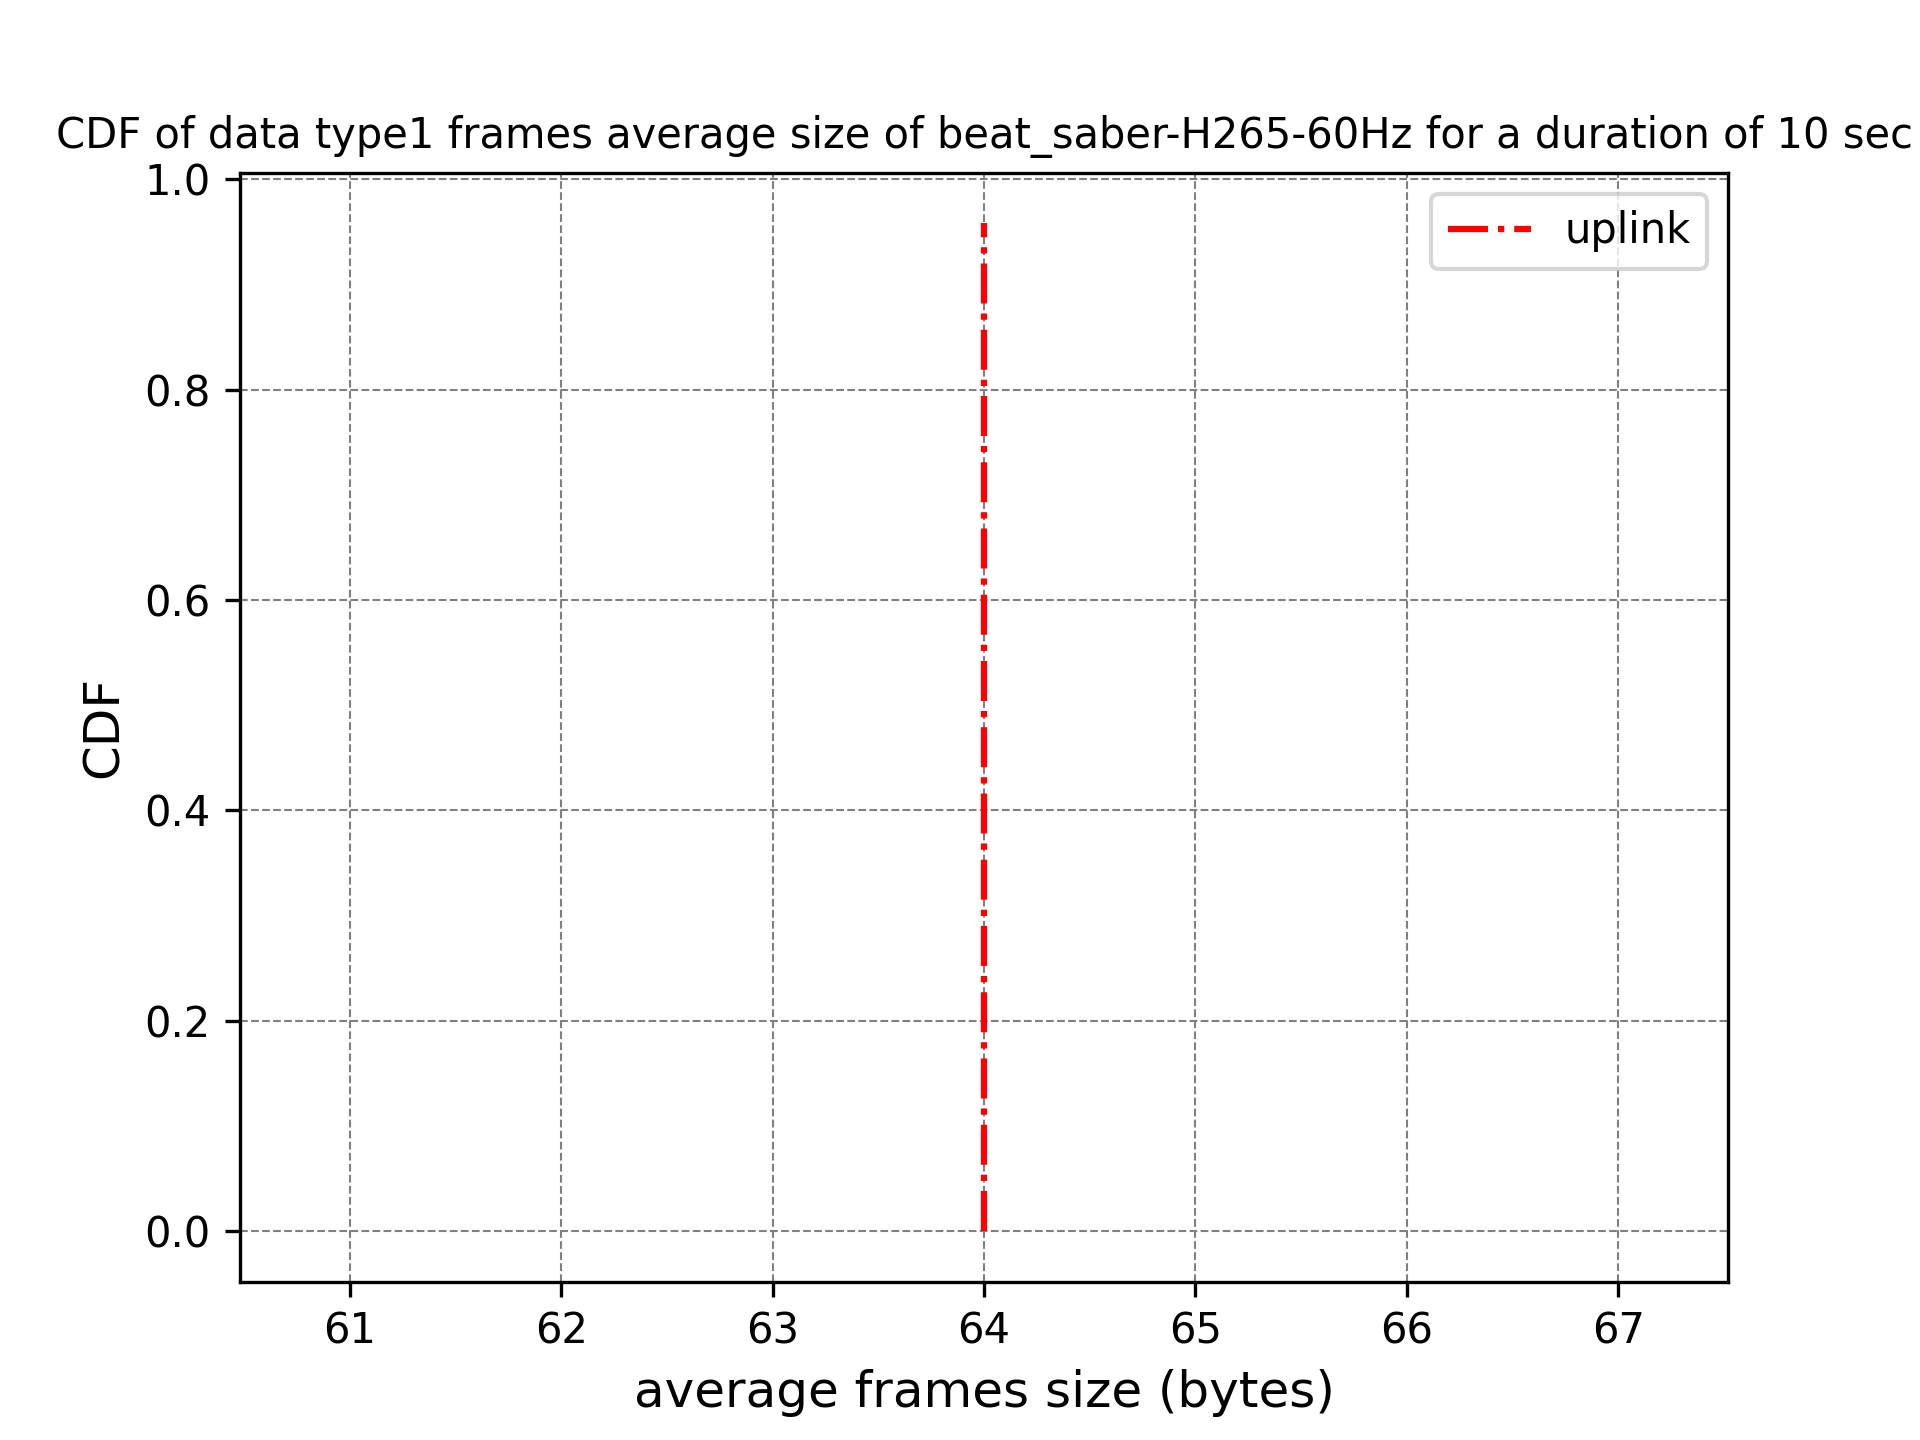 CDF of data type1 frames average size of beat_saber-H265-60Hz for a duration of 10 sec
uplink
1.0
0.8
0.6
0.4
0.2
0.0
CDF
61 62 63 64 65 66 67
average frames size (bytes)